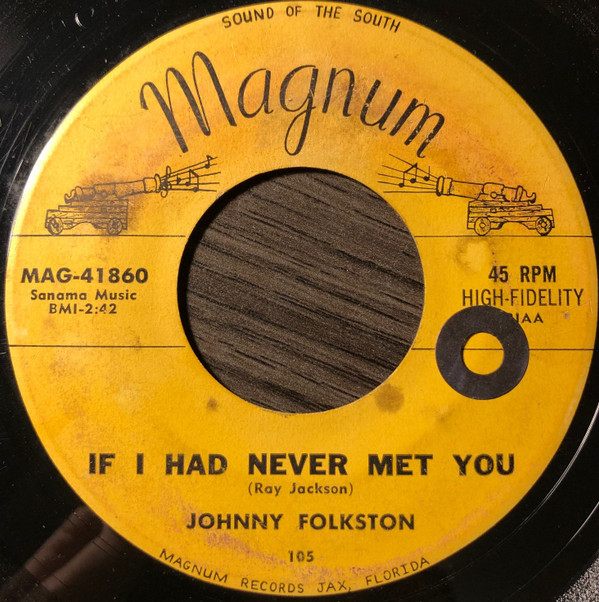 SOUND OF THE SOUTH
Magnum
MAG-41860
Sanama Music
BMI-2:42
45 RPM
HIGH-FIDELITY
IF I HAD NEVER MET YOU
(Ray Jackson)
JOHNNY FOLKSTON
105
MAGNUM RECORDS JAX, FLORIDA